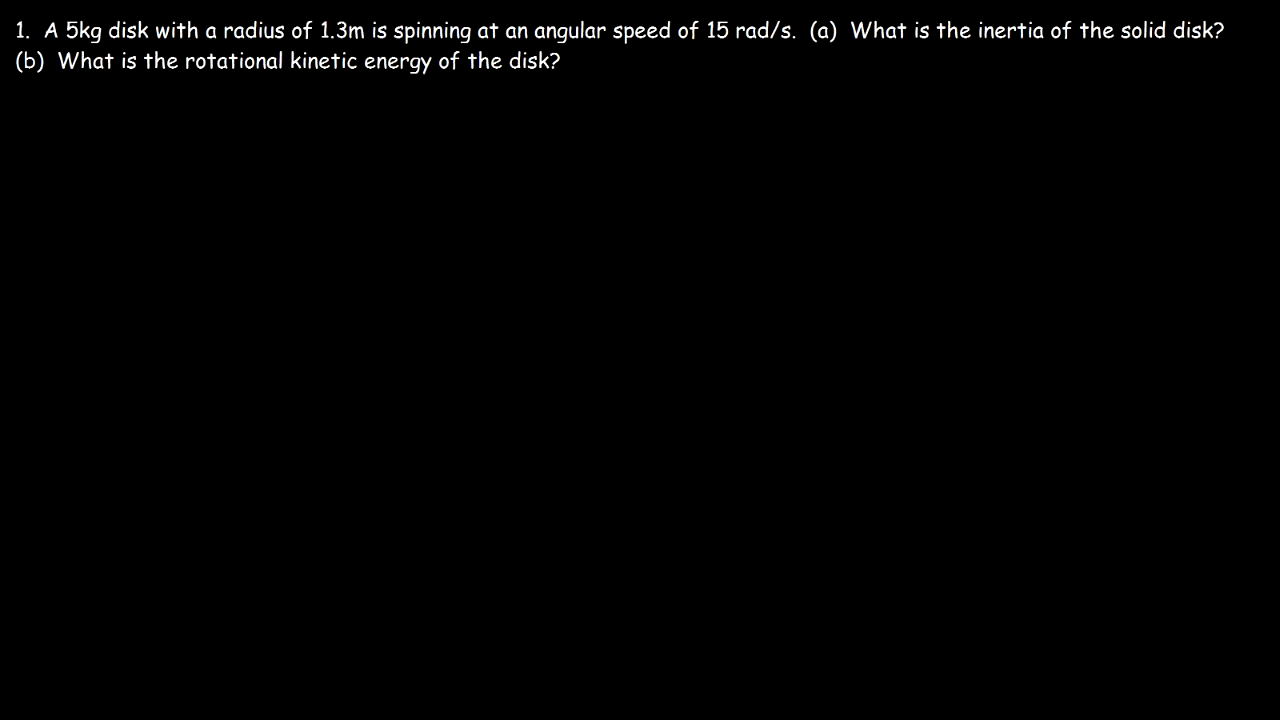 1.  A 5kg disk with a radius of 1.3m is spinning at an angular speed of 15 rad/s.  (a)  What is the inertia of the solid disk?
(b)  What is the rotational kinetic energy of the disk?